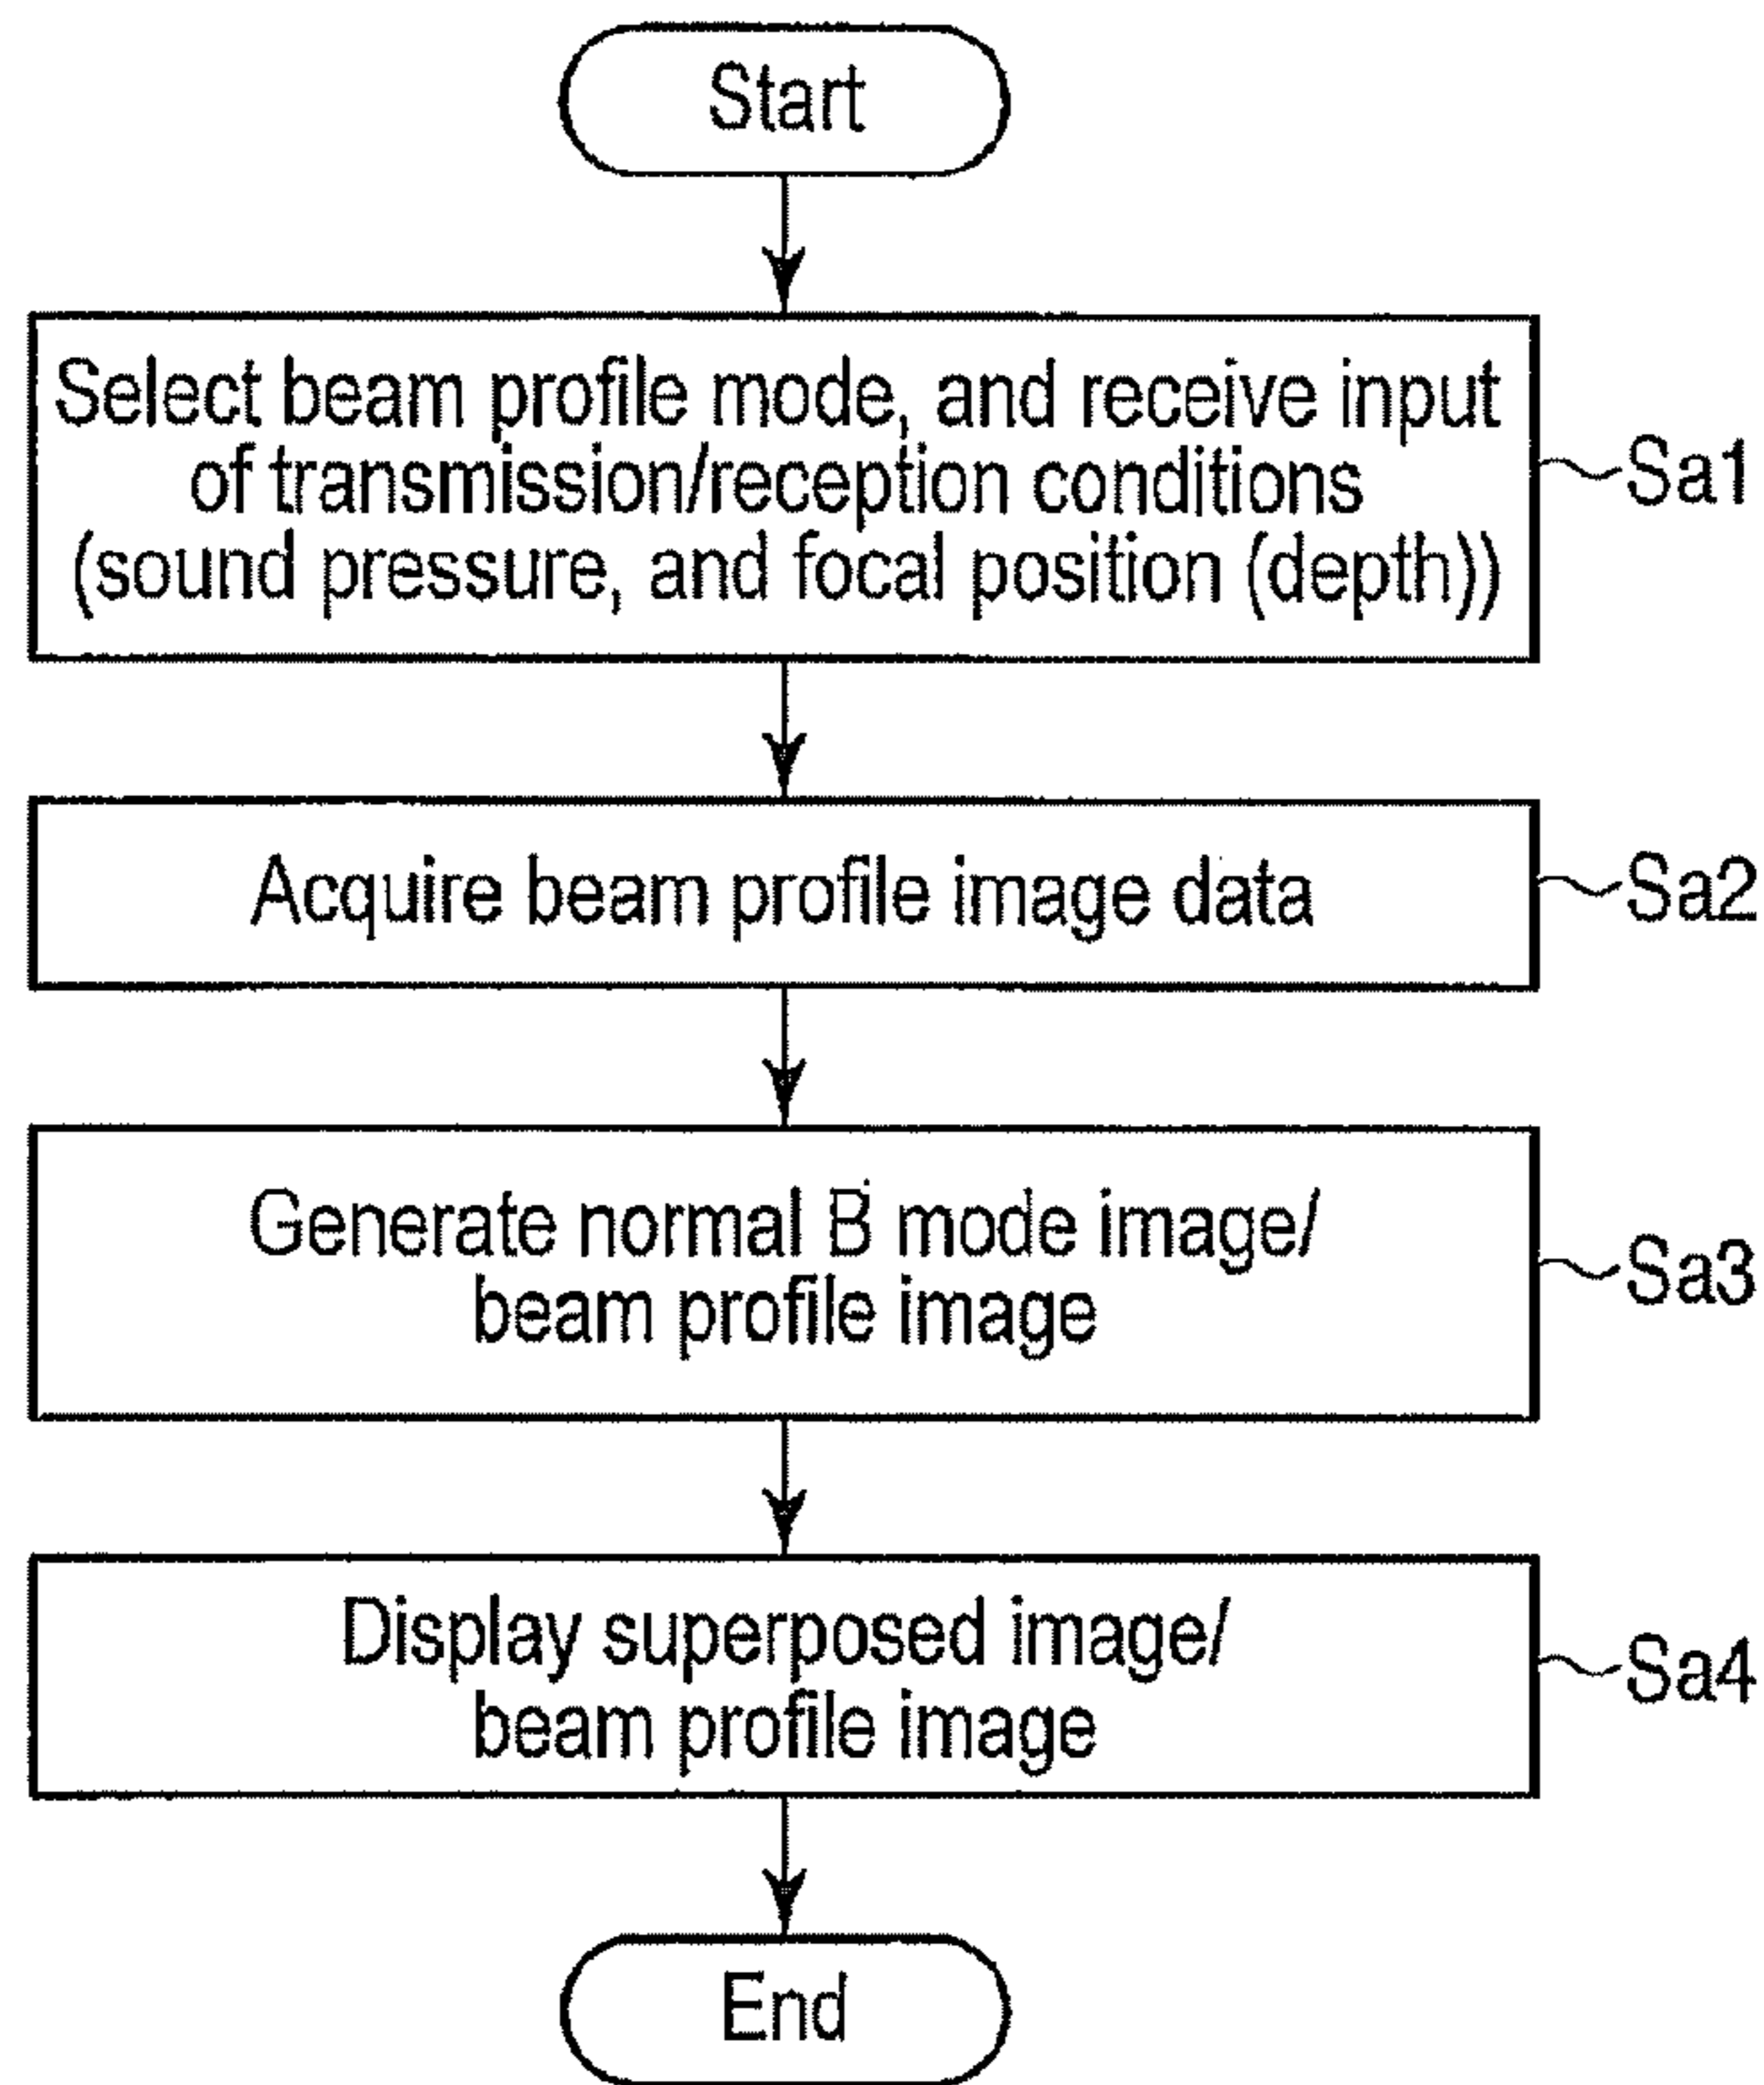 Start
Select beam profile mode, and receive input
of transmission/reception conditions
(sound pressure, and focal position (depth))
Sa1
Acquire beam profile image data
Sa2
Generate normal B mode image/
beam profile image
Sa3
Display superposed image/
beam profile image
Sa4
End